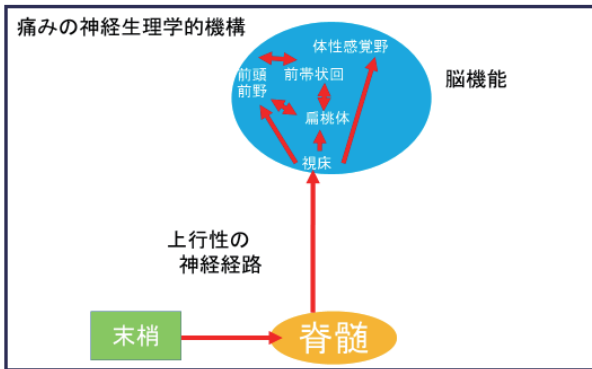 痛みの神経生理学的機構
体性感覚野
前頭
前野
前帯状回
脳機能
扁桃体
視床
上行性の
神経経路
末梢
脊髄